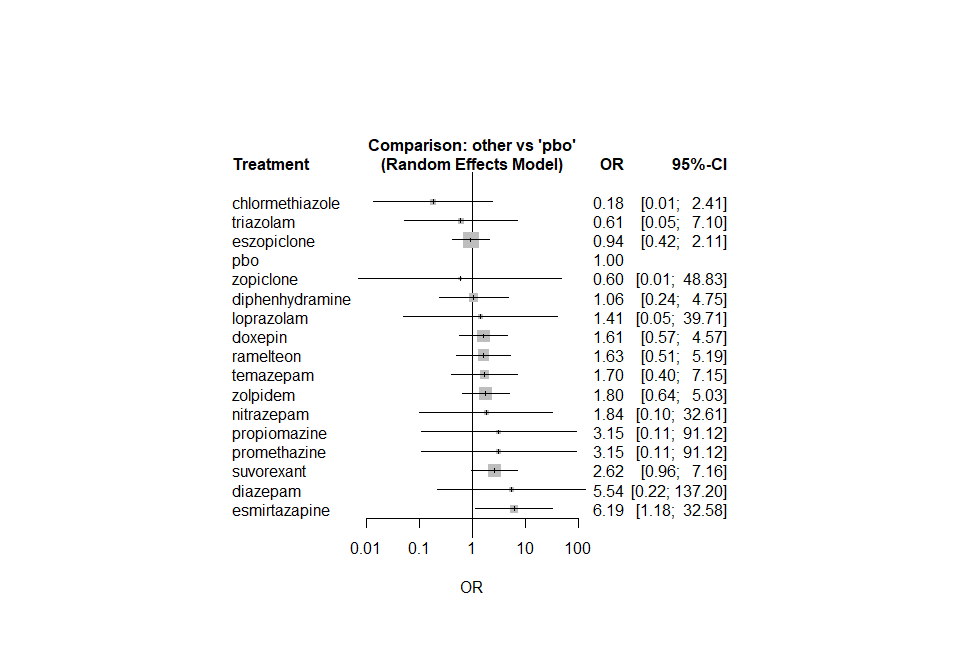 Comparison: other vs 'pbo'
Treatment (Random Effects Model) OR 95%-CI
chlormethiazole 0.18 [0.01; 2.41]
triazolam 0.61 [0.05; 7.10]
eszopiclone 0.94 [0.42; 2.11]
pbo 1.00
zopiclone 0.60 [0.01; 48.83]
diphenhydramine 1.06 [0.24; 4.75]
loprazolam 1.41 [0.05; 39.71]
doxepin 1.61 [0.57; 4.57]
ramelteon 1.63 [0.51; 5.19]
temazepam 1.70 [0.40; 7.15]
zolpidem 1.80 [0.64; 5.03]
nitrazepam 1.84 [0.10; 32.61]
propiomazine 3.15 [0.11; 91.12]
promethazine 3.15 [0.11; 91.12]
suvorexant 2.62 [0.96; 7.16]
diazepam 5.54 [0.22; 137.20]
esmirtazapine 6.19 [1.18; 32.58]
0.01 0.1 1 10 100
OR